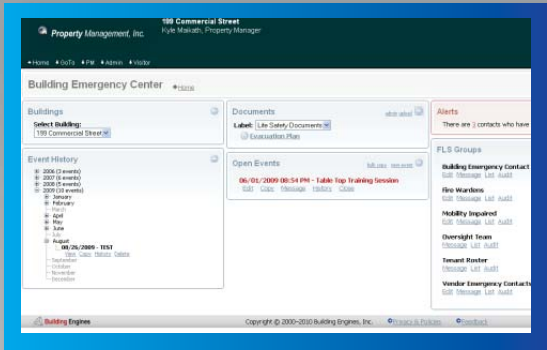 199 Commercial Street
Property Management, Inc.
Kyle Maikath, Property Manager
Home GoTo PM Admin Visitor
Building Emergency Center Home
Buildings
Select Building:
199 Commercial Street
Event History
2006 (3 events)
2007 (6 events)
2008 (5 events)
2009 (10 events)
January
February
March
April
May
June
July
August
08/26/2009 - TEST
View Copy History Delete
September
October
November
December
Documents
Label: Life Safety Documents
Evacuation Plan
Open Events
06/01/2009 08:54 PM - Table Top Training Session
Edit Copy Message History Close
Alerts
There are 3 contacts who have
FLS Groups
Building Emergency Contact
Edit Message List Audit
Fire Wardens
Edit Message List Audit
Mobility Impaired
Edit Message List Audit
Oversight Team
Message List Audit
Tenant Roster
Message List Audit
Vendor Emergency Contacts
Edit Message List Audit
Building Engines
Copyright © 2000-2010 Building Engines, Inc.
Privacy & Policies
Feedback